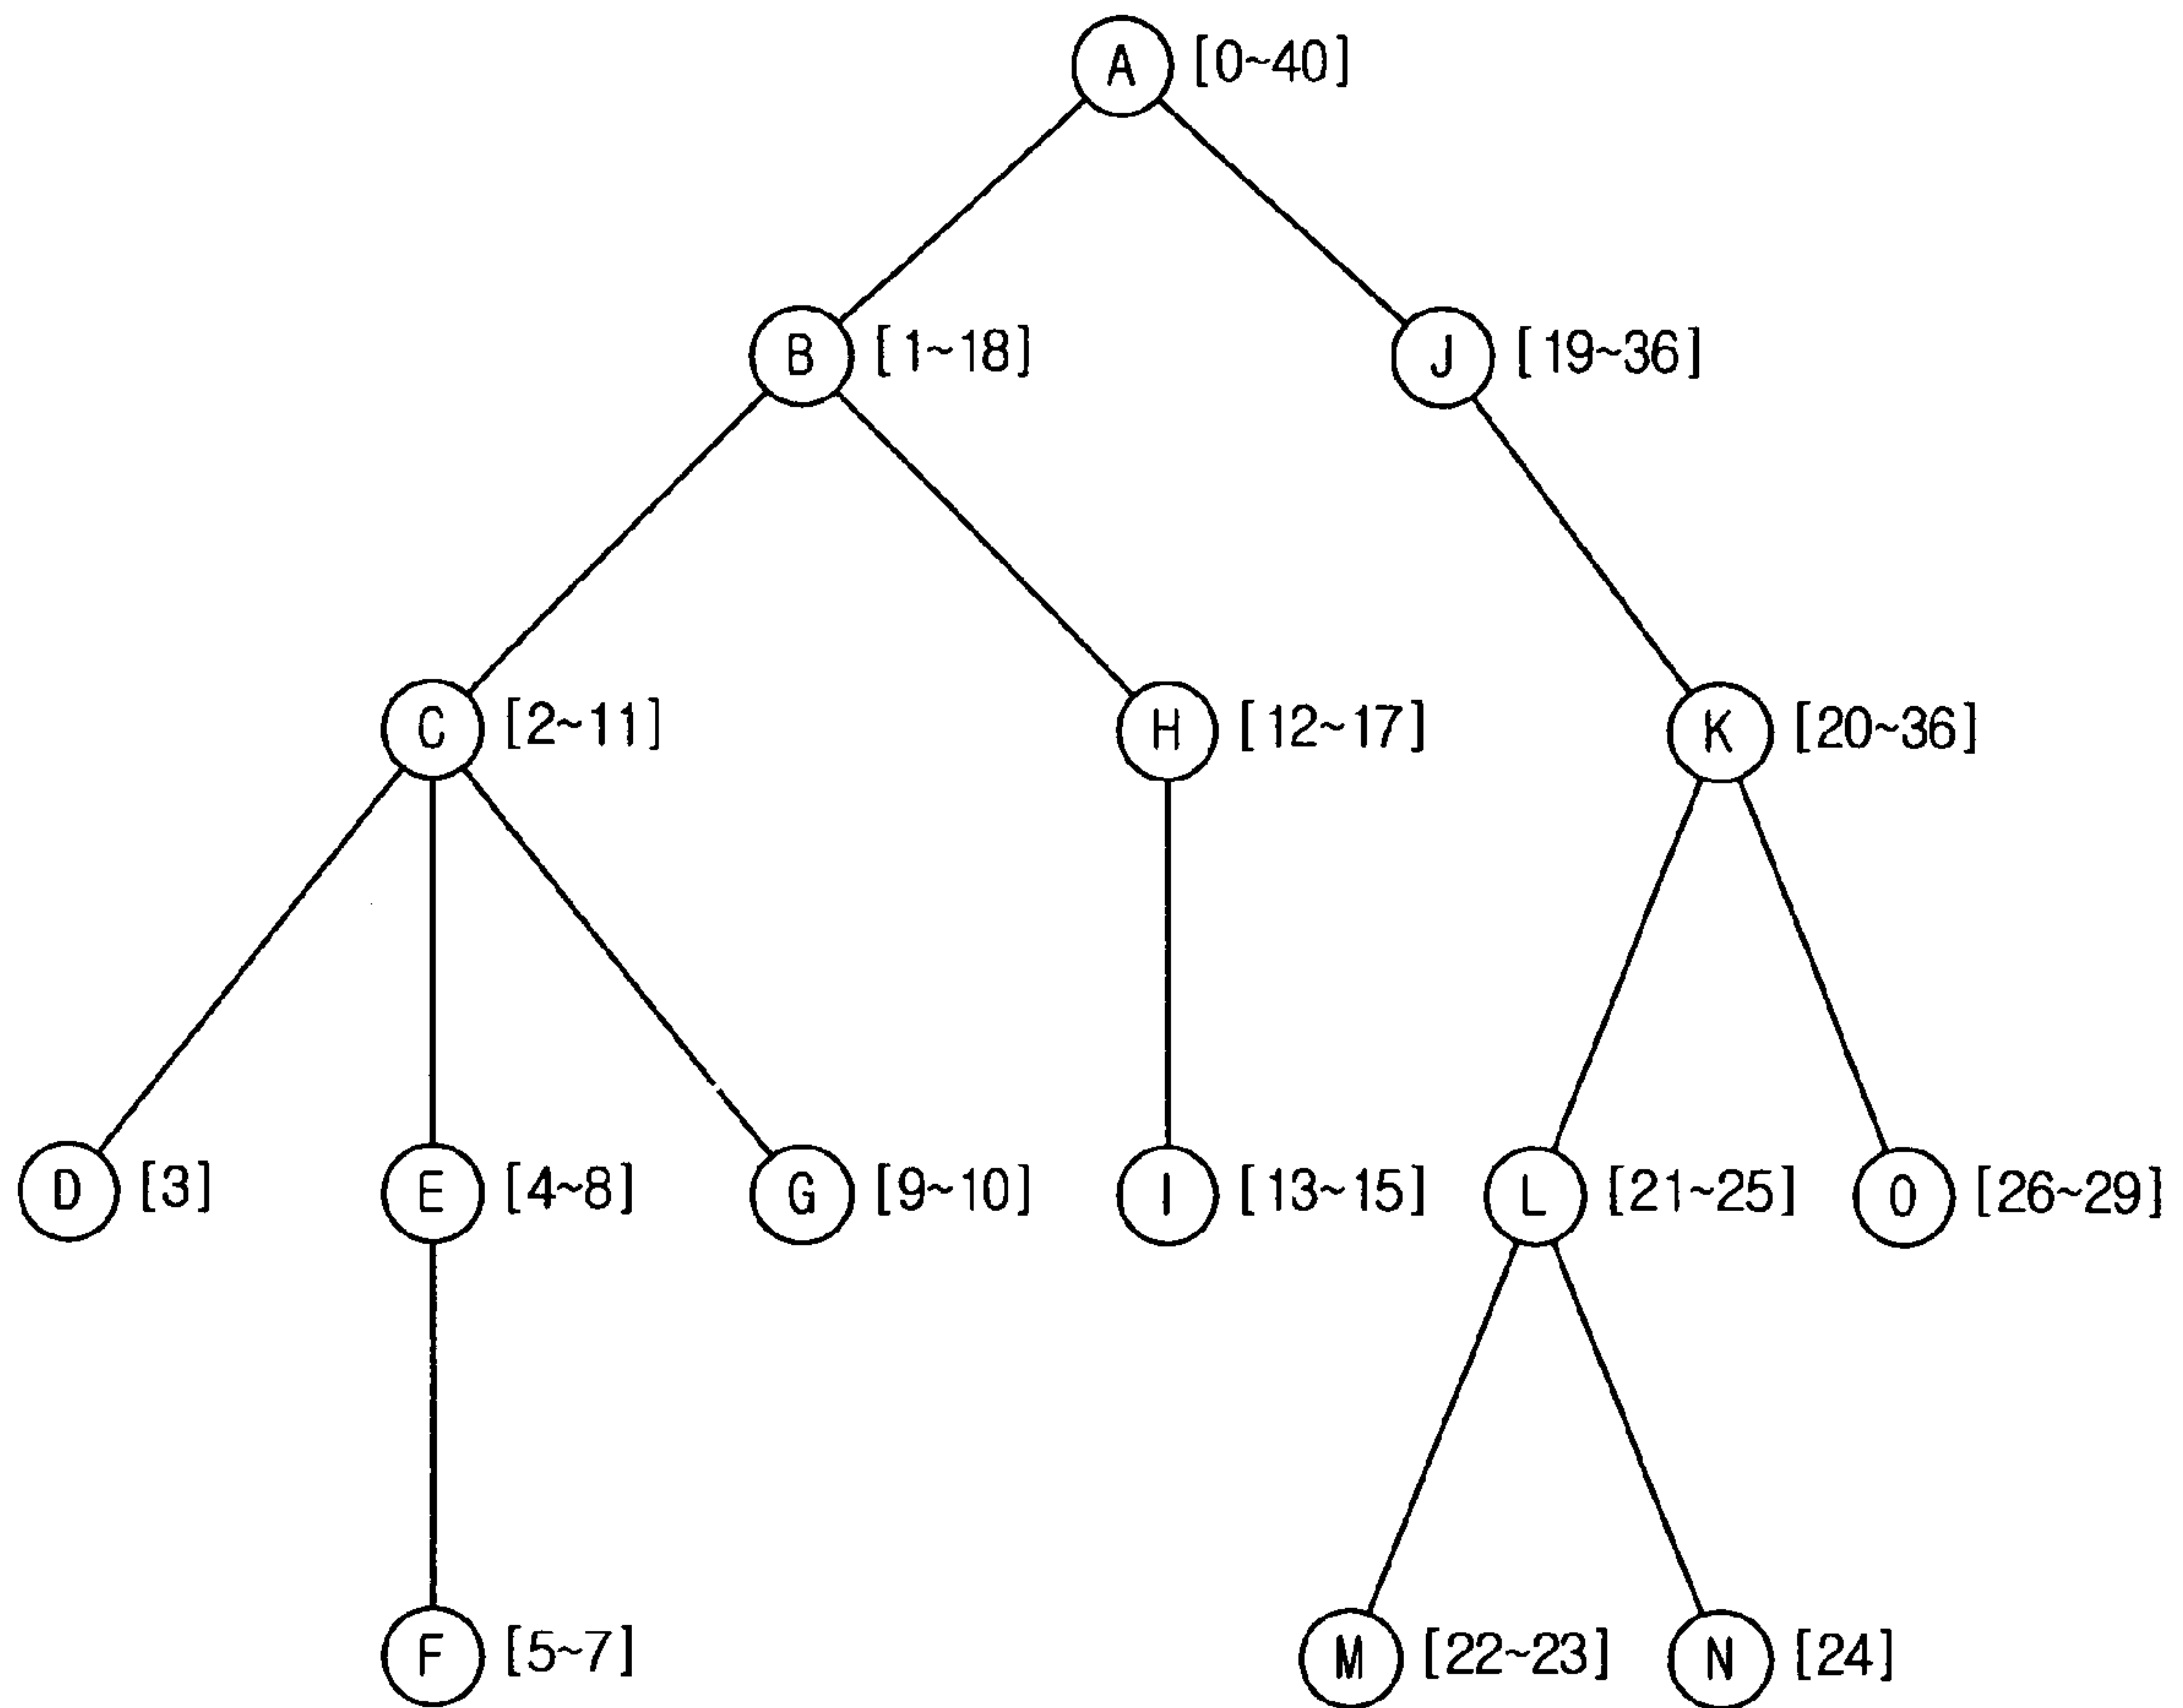 A [0~40]
B [1~18] J [19~36]
C [2~11] H [12~17] K [20~36]
D [3] E [4~8] G [9~10] I [13~15] L [21~25] O [26~29]
F [5~7] M [22~23] N [24]